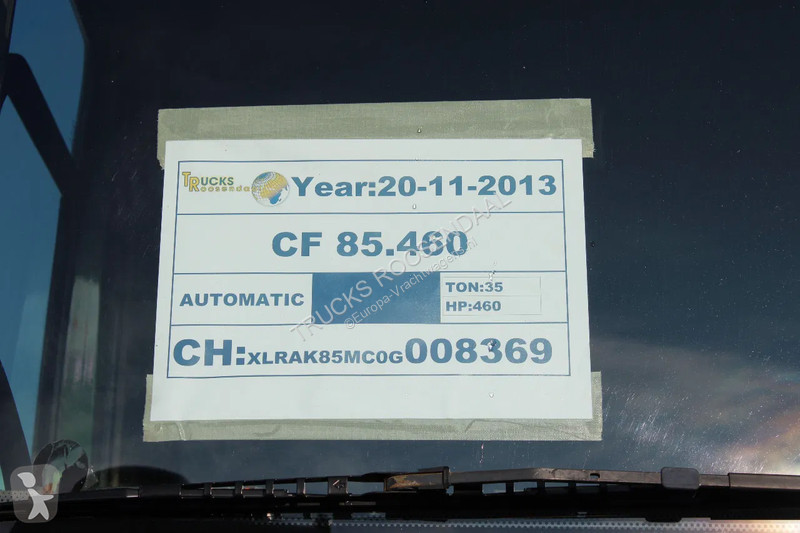 TRUCKS
Roosenda
Year:20-11-2013
CF 85.460
AUTOMATIC
TON:35
HP:460
CH:XLRAK85MC0G008369
TRUCKS ROOSENDAAL
©Europa-Vrachtwagen.nl